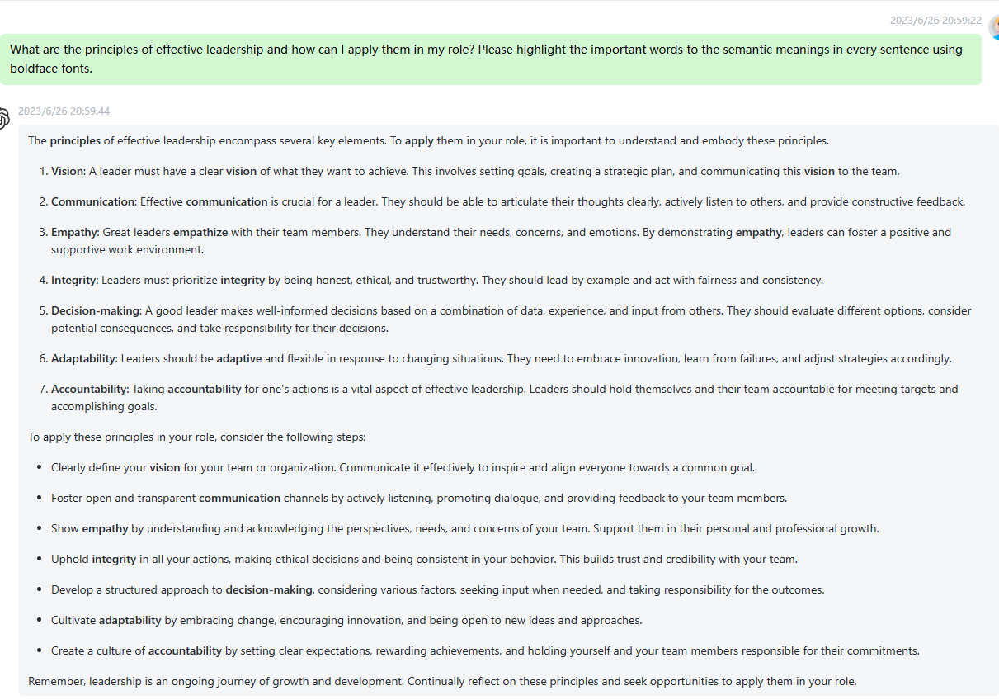 2023/6/26 20:59:22
What are the principles of effective leadership and how can I apply them in my role? Please highlight the important words to the semantic meanings in every sentence using
boldface fonts.
2023/6/26 20:59:44
The principles of effective leadership encompass several key elements. To apply them in your role, it is important to understand and embody these principles.
1. Vision: A leader must have a clear vision of what they want to achieve. This involves setting goals, creating a strategic plan, and communicating this vision to the team.
2. Communication: Effective communication is crucial for a leader. They should be able to articulate their thoughts clearly, actively listen to others, and provide constructive feedback.
3. Empathy: Great leaders empathize with their team members. They understand their needs, concerns, and emotions. By demonstrating empathy, leaders can foster a positive and
supportive work environment.
4. Integrity: Leaders must prioritize integrity by being honest, ethical, and trustworthy. They should lead by example and act with fairness and consistency.
5. Decision-making: A good leader makes well-informed decisions based on a combination of data, experience, and input from others. They should evaluate different options, consider
potential consequences, and take responsibility for their decisions.
6. Adaptability: Leaders should be adaptive and flexible in response to changing situations. They need to embrace innovation, learn from failures, and adjust strategies accordingly.
7. Accountability: Taking accountability for one's actions is a vital aspect of effective leadership. Leaders should hold themselves and their team accountable for meeting targets and
accomplishing goals.
To apply these principles in your role, consider the following steps:
• Clearly define your vision for your team or organization. Communicate it effectively to inspire and align everyone towards a common goal.
• Foster open and transparent communication channels by actively listening, promoting dialogue, and providing feedback to your team members.
• Show empathy by understanding and acknowledging the perspectives, needs, and concerns of your team. Support them in their personal and professional growth.
• Uphold integrity in all your actions, making ethical decisions and being consistent in your behavior. This builds trust and credibility with your team.
• Develop a structured approach to decision-making, considering various factors, seeking input when needed, and taking responsibility for the outcomes.
• Cultivate adaptability by embracing change, encouraging innovation, and being open to new ideas and approaches.
• Create a culture of accountability by setting clear expectations, rewarding achievements, and holding yourself and your team members responsible for their commitments.
Remember, leadership is an ongoing journey of growth and development. Continually reflect on these principles and seek opportunities to apply them in your role.